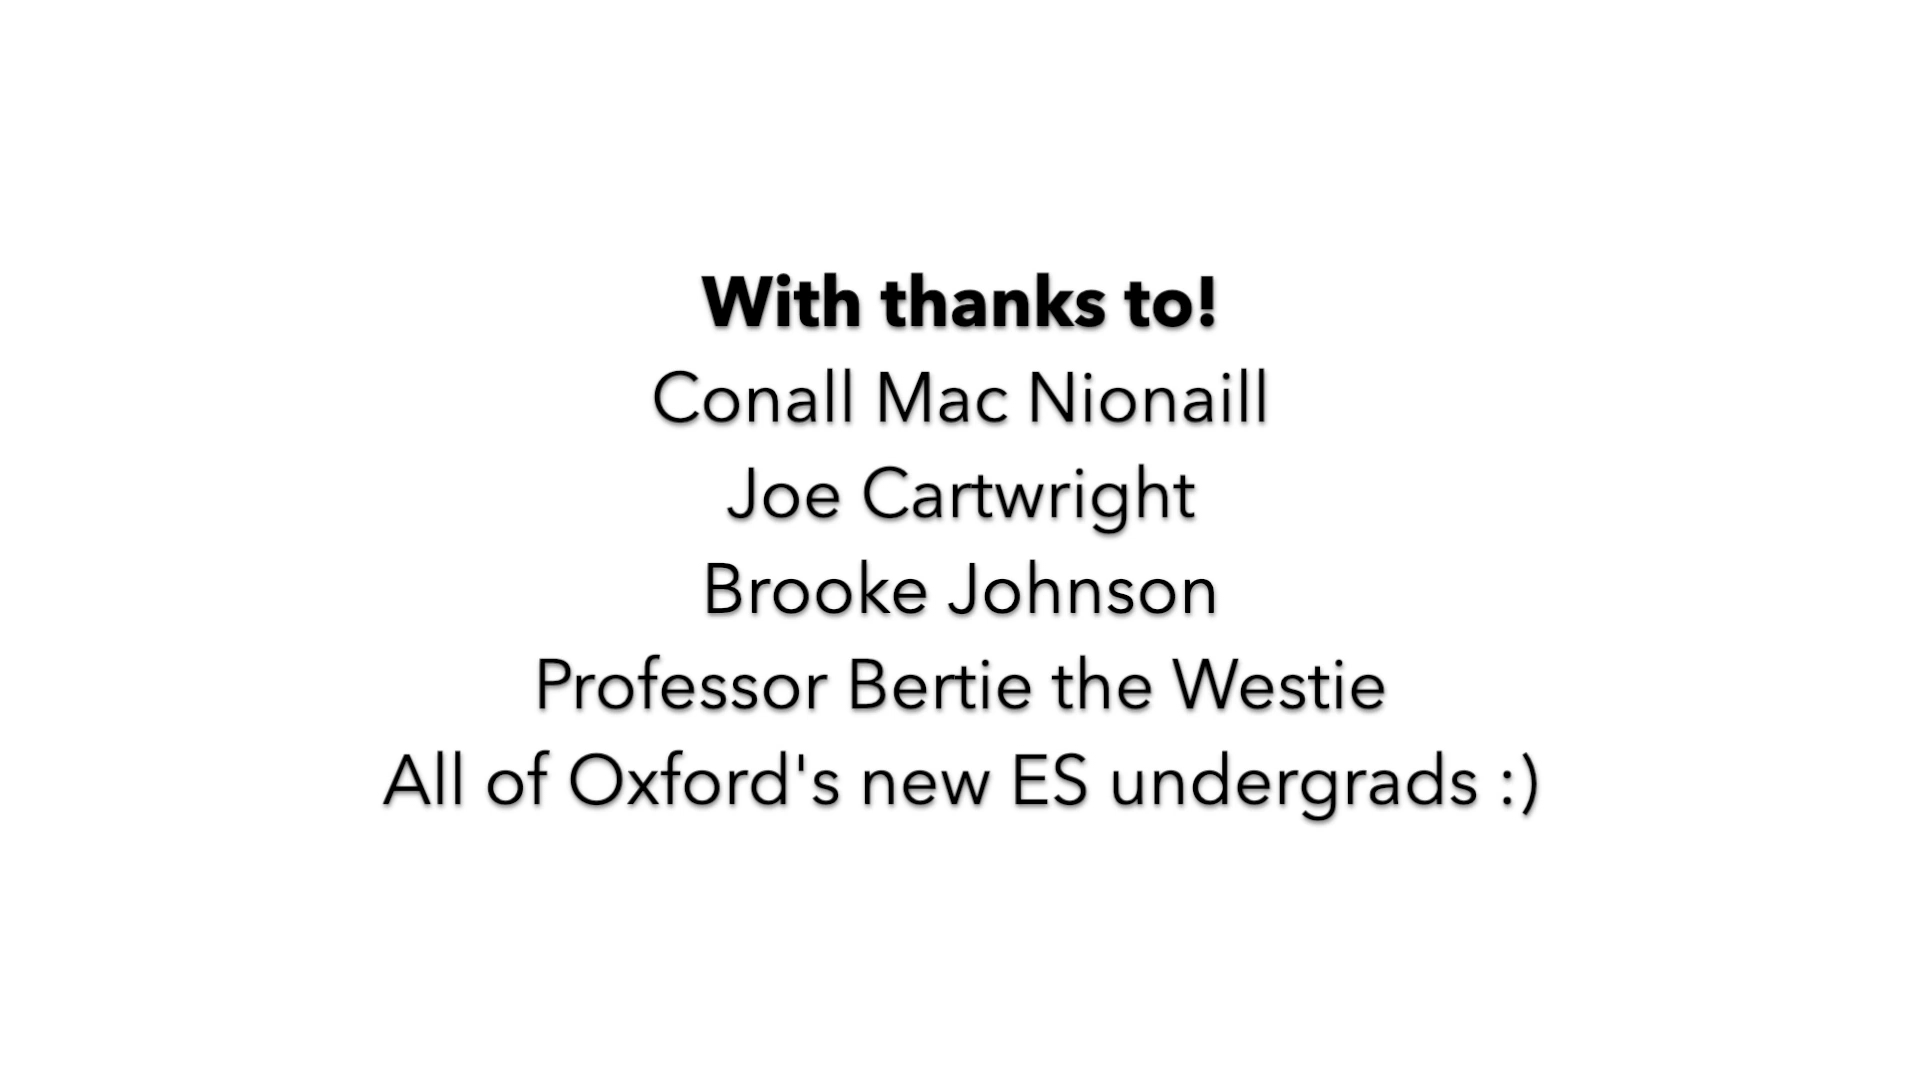 With thanks to!
Conall Mac Nionaill
Joe Cartwright
Brooke Johnson
Professor Bertie the Westie
All of Oxford's new ES undergrads :)